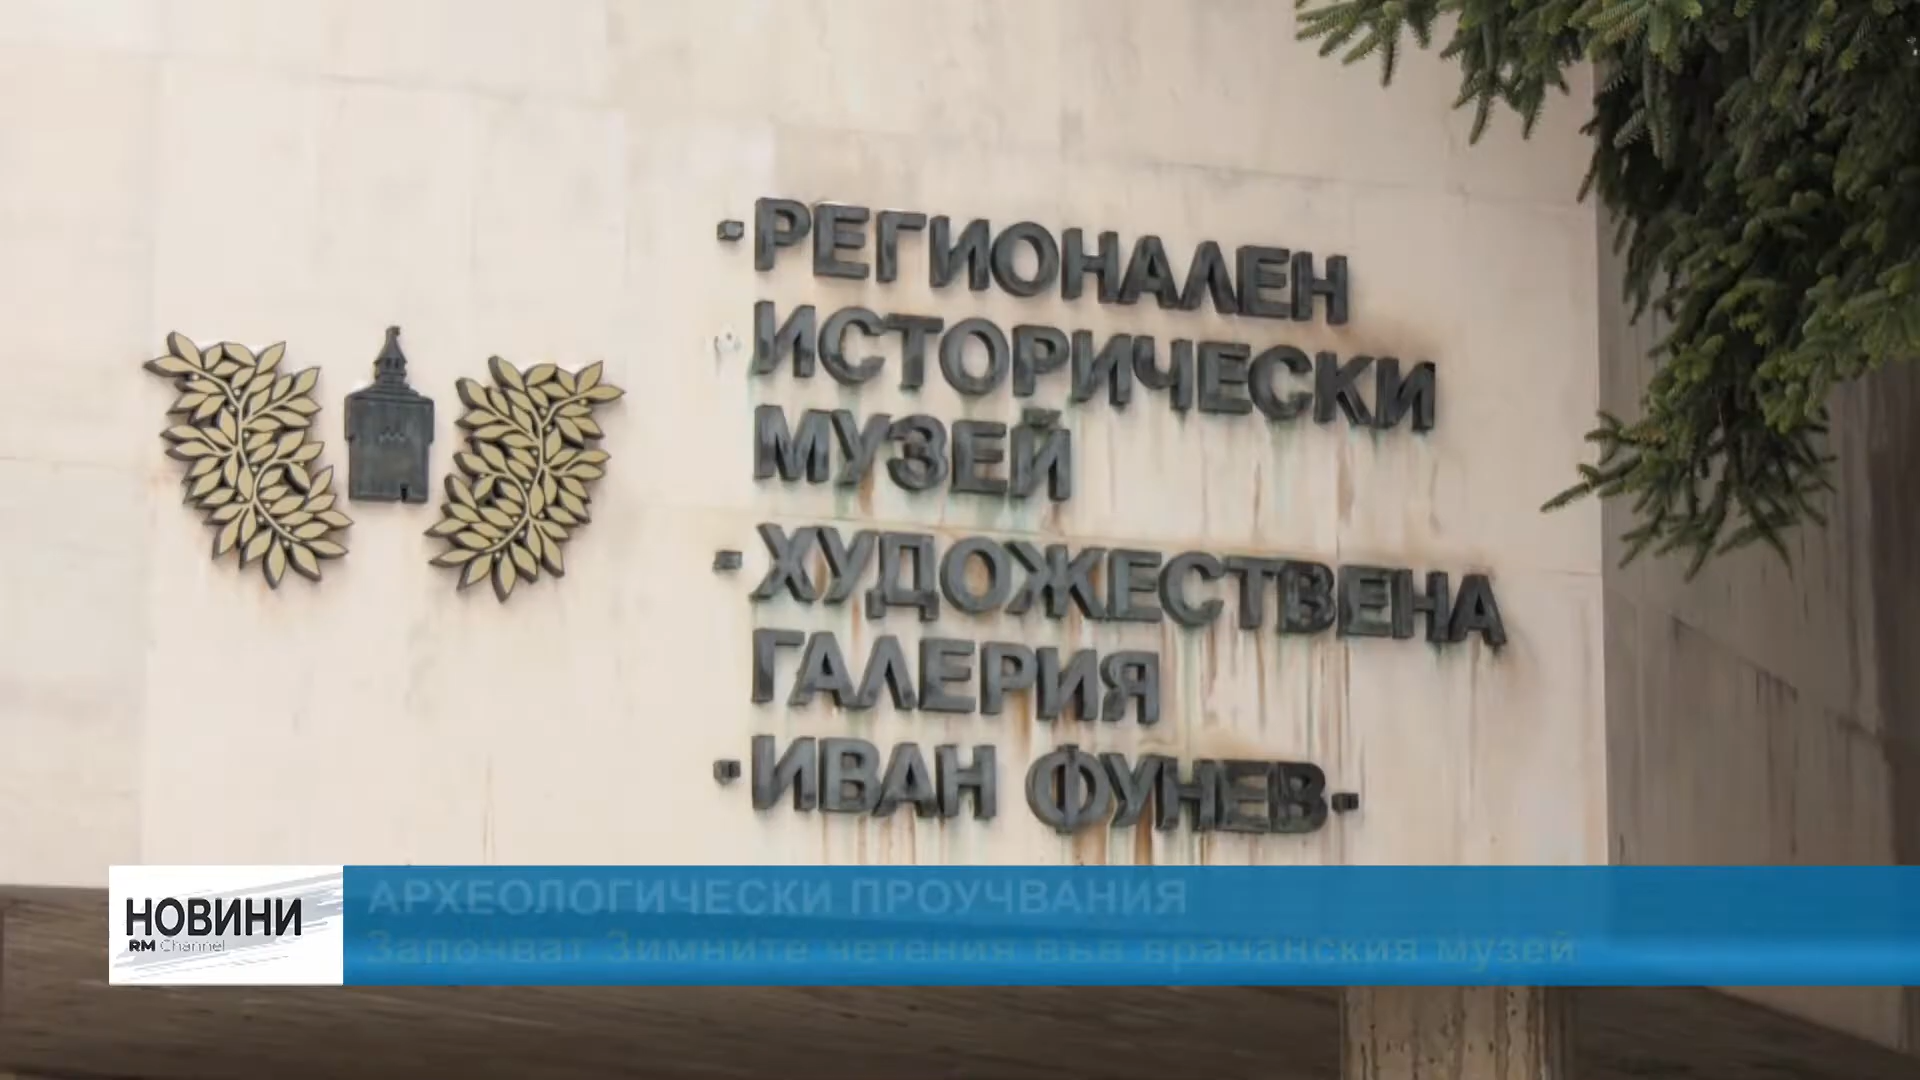 ·РЕГИОНАЛЕН
ИСТОРИЧЕСКИ
МУЗЕЙ
·ХУДОЖЕСТВЕНА
ГАЛЕРИЯ
·ИВАН ФУНЕВ·
НОВИНИ
RM Channel
АРХЕОЛОГИЧЕСКИ ПРОУЧВАНИЯ
Започват Зимните четения във врачанския музей